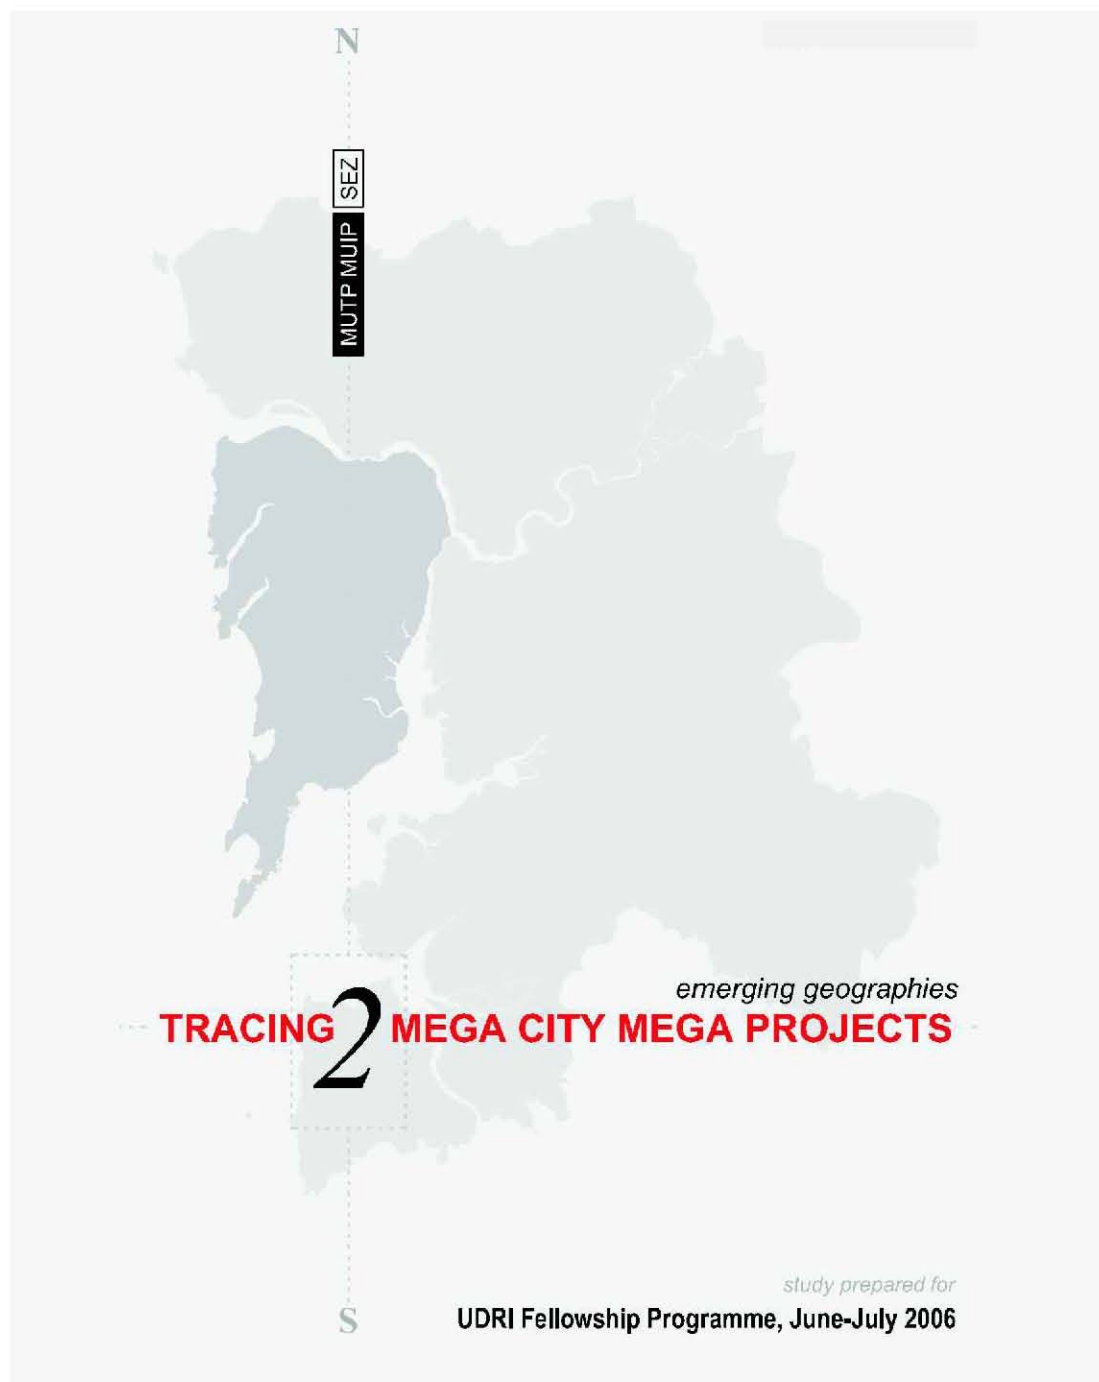 N
SEZ
MUTP MUIP
emerging geographies
TRACING 2 MEGA CITY MEGA PROJECTS
study prepared for
UDRI Fellowship Programme, June-July 2006
S